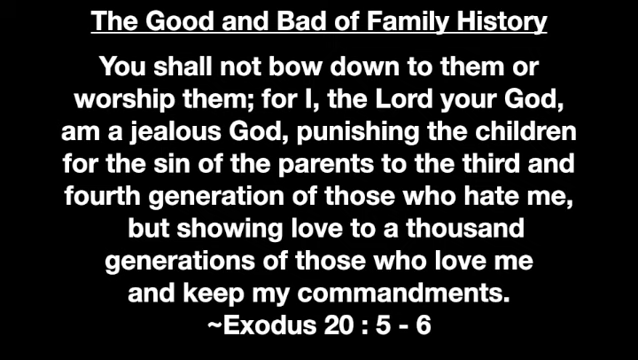 The Good and Bad of Family History
You shall not bow down to them or
worship them; for I, the Lord your God,
am a jealous God, punishing the children
for the sin of the parents to the third and
fourth generation of those who hate me,
but showing love to a thousand
generations of those who love me
and keep my commandments.
~Exodus 20 : 5 - 6